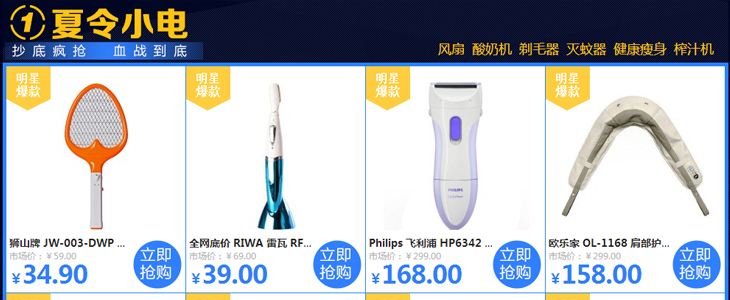 ① 夏令小电
抄底疯抢 血战到底
风扇 酸奶机 剃毛器 灭蚊器 健康瘦身 榨汁机
明星
爆款
明星
爆款
明星
爆款
明星
爆款
PHILIPS
狮山牌 JW-003-DWP ...
市场价：￥59.00
¥34.90
立即
抢购
全网底价 RIWA 雷瓦 RF...
市场价：￥69.00
¥39.00
立即
抢购
Philips 飞利浦 HP6342 ...
市场价：￥299.00
¥168.00
立即
抢购
欧乐家 OL-1168 肩部护...
市场价：￥299.00
¥158.00
立即
抢购